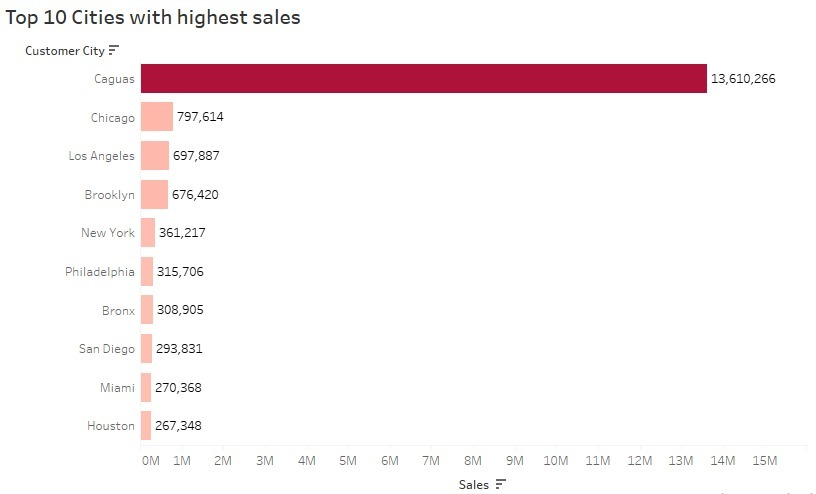 Top 10 Cities with highest sales
Customer City
Caguas 13,610,266
Chicago 797,614
Los Angeles 697,887
Brooklyn 676,420
New York 361,217
Philadelphia 315,706
Bronx 308,905
San Diego 293,831
Miami 270,368
Houston 267,348
0M 1M 2M 3M 4M 5M 6M 7M 8M 9M 10M 11M 12M 13M 14M 15M
Sales